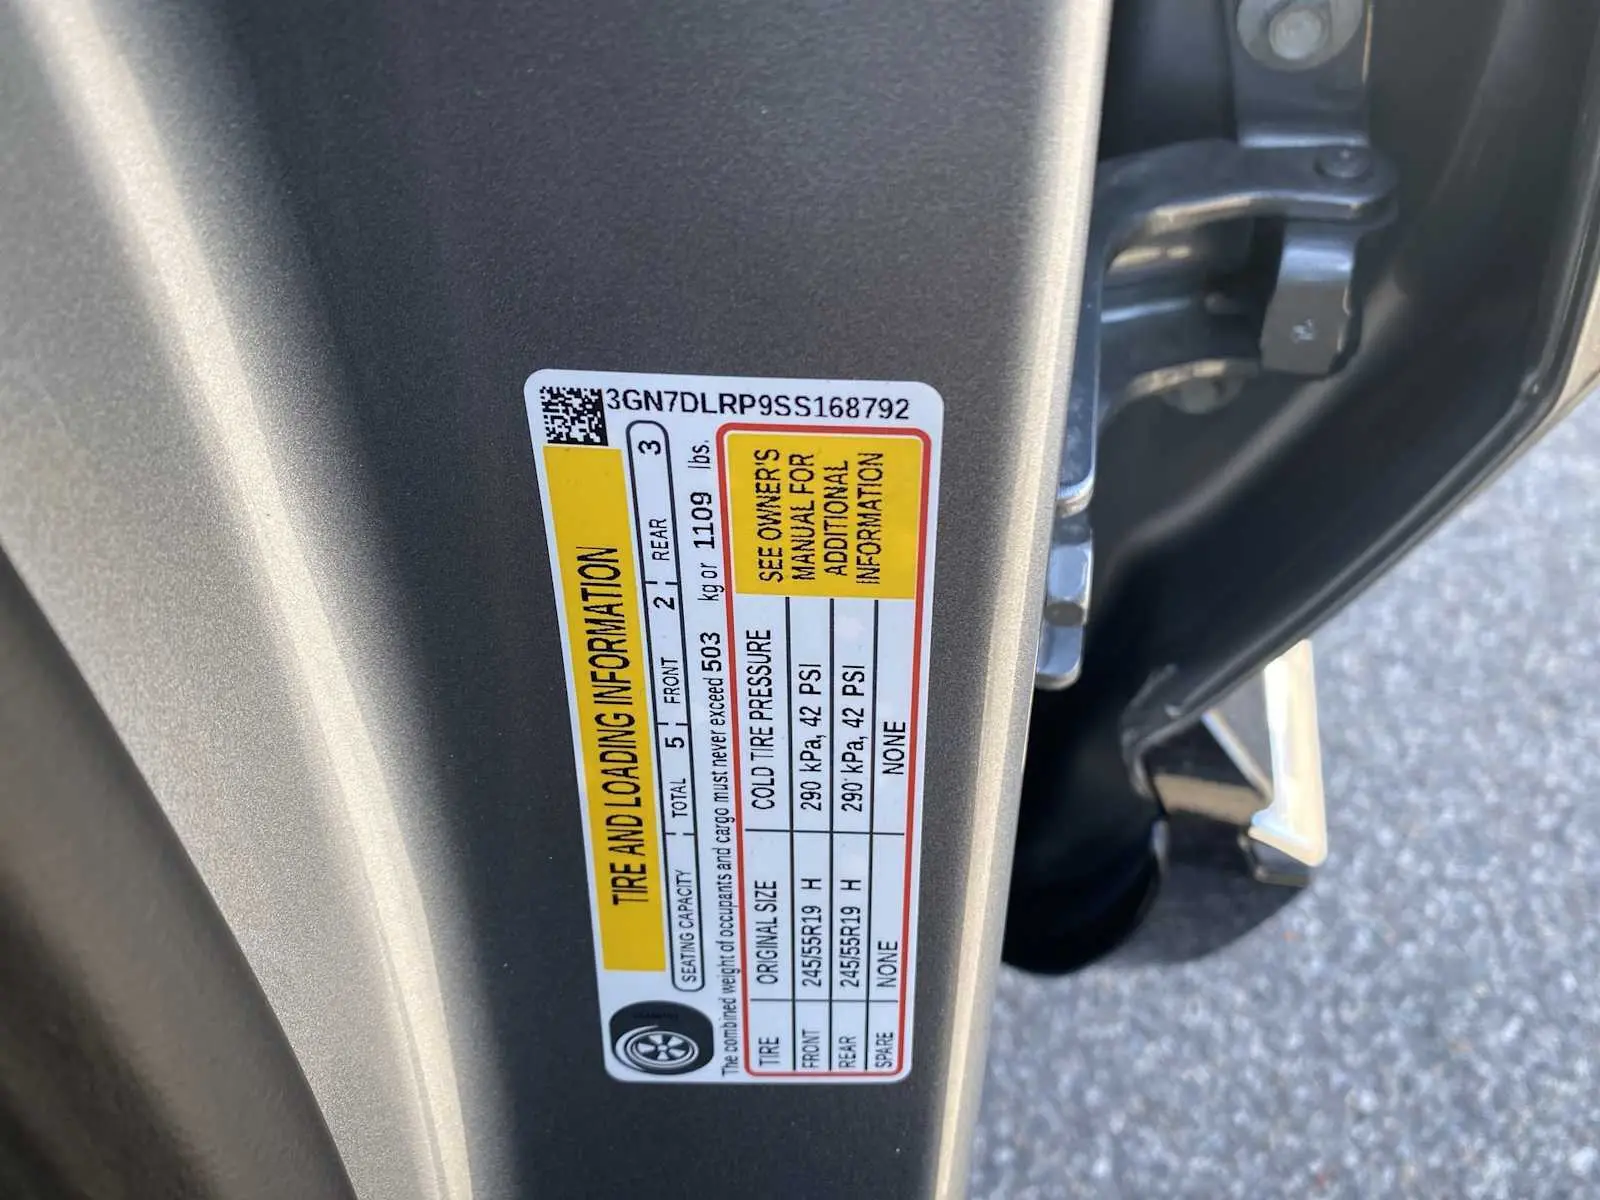 3GN7DLRP9SS168792
TIRE AND LOADING INFORMATION
SEATING CAPACITY TOTAL 5 FRONT 2 REAR 3
The combined weight of occupants and cargo must never exceed 503 kg or 1109 lbs.
TIRE ORIGINAL SIZE COLD TIRE PRESSURE
FRONT 245/55R19 H 290 kPa, 42 PSI
REAR 245/55R19 H 290 kPa, 42 PSI
SPARE NONE NONE
SEE OWNER'S
MANUAL FOR
ADDITIONAL
INFORMATION